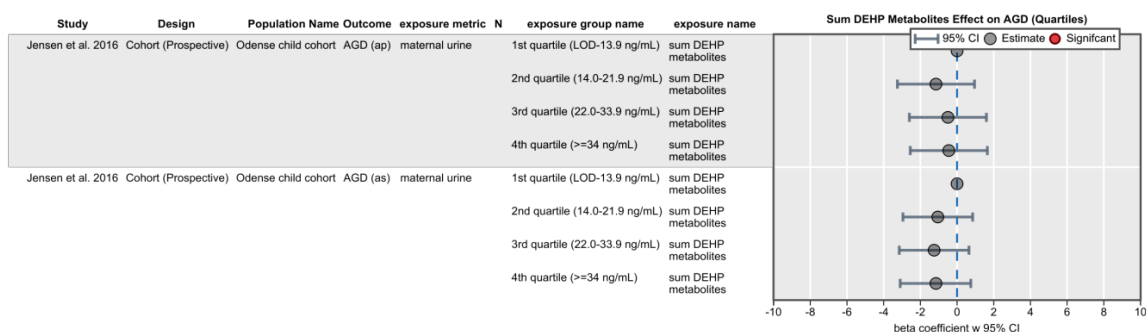 Sum DEHP Metabolites Effect on AGD (Quartiles)
Study Design Population Name Outcome exposure metric N exposure group name exposure name
95% CI Estimate Signifcant
Jensen et al. 2016 Cohort (Prospective) Odense child cohort AGD (ap) maternal urine 1st quartile (LOD-13.9 ng/mL) sum DEHP
metabolites
2nd quartile (14.0-21.9 ng/mL) sum DEHP
metabolites
3rd quartile (22.0-33.9 ng/mL) sum DEHP
metabolites
4th quartile (>=34 ng/mL) sum DEHP
metabolites
Jensen et al. 2016 Cohort (Prospective) Odense child cohort AGD (as) maternal urine 1st quartile (LOD-13.9 ng/mL) sum DEHP
metabolites
2nd quartile (14.0-21.9 ng/mL) sum DEHP
metabolites
3rd quartile (22.0-33.9 ng/mL) sum DEHP
metabolites
4th quartile (>=34 ng/mL) sum DEHP
metabolites
-10 -8 -6 -4 -2 0 2 4 6 8 10
beta coefficient w 95% CI